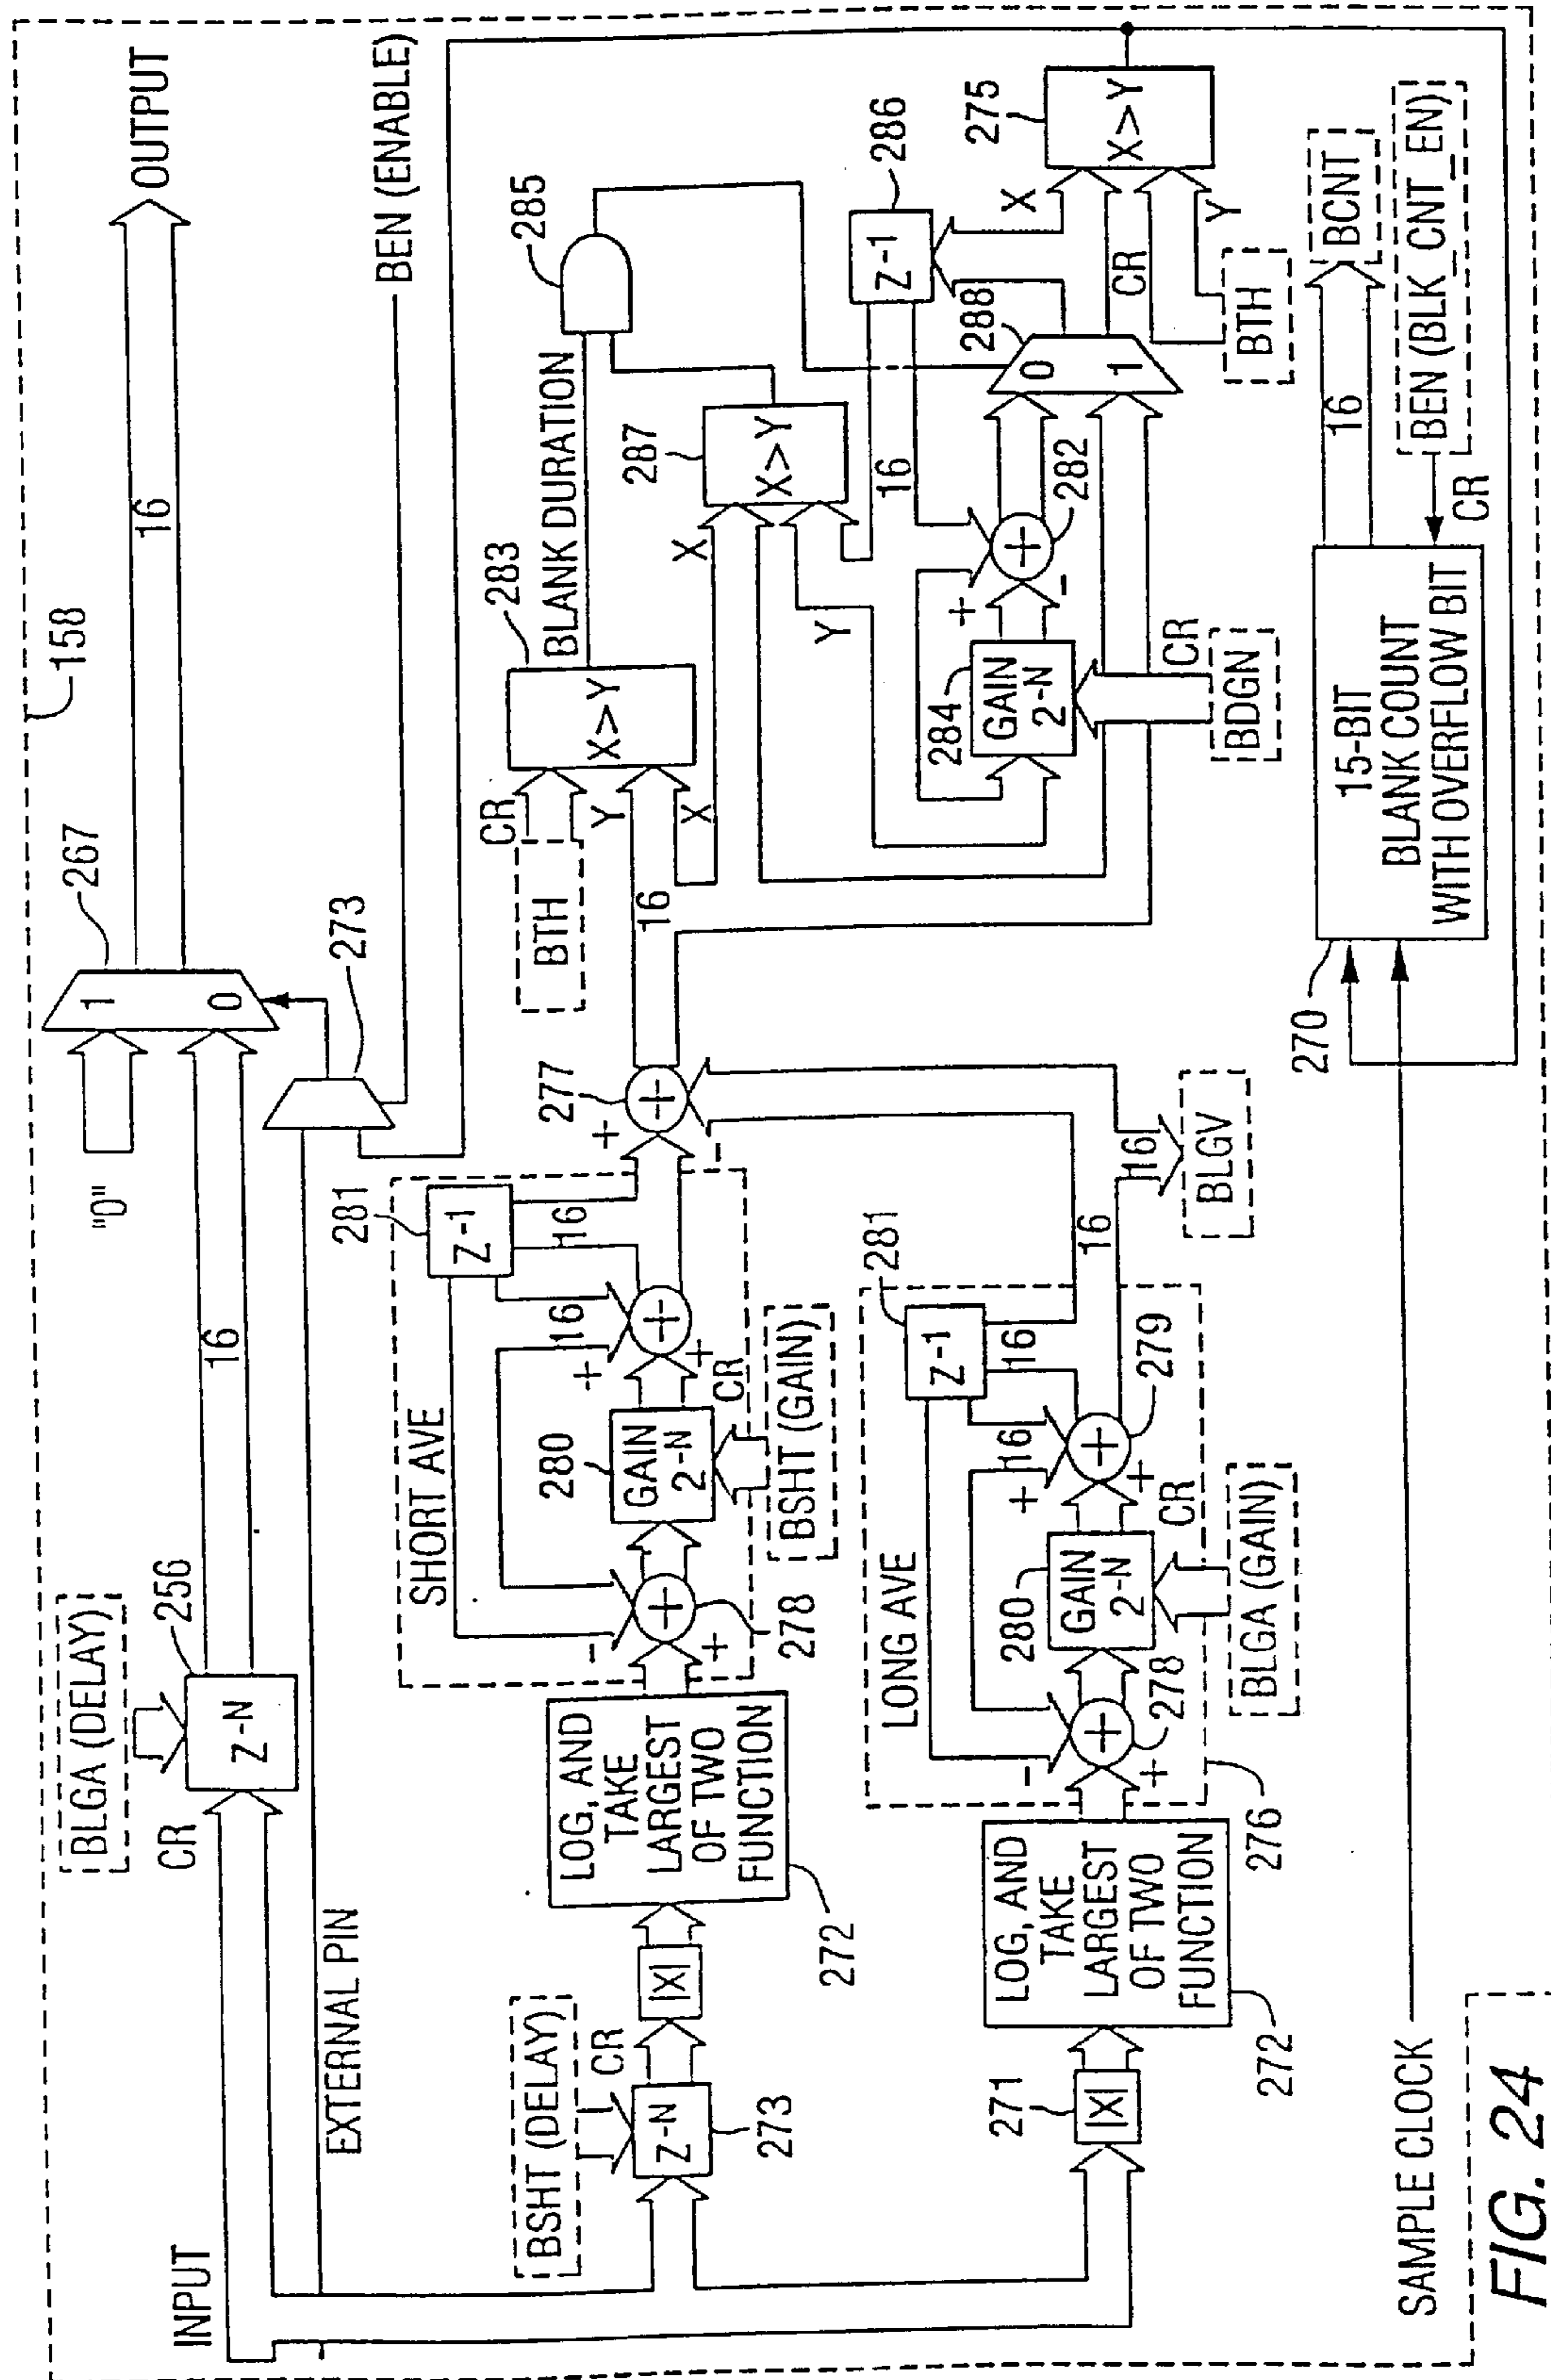 158
INPUT
BLGA (DELAY)
CR
256
Z-N
16
"0"
1
0
267
16
OUTPUT
EXTERNAL PIN
273
BEN (ENABLE)
BSHT (DELAY)
CR
Z-N
273
|X|
LOG, AND
TAKE
LARGEST
OF TWO
FUNCTION
272
SHORT AVE
-
+
278
280
GAIN
2-N
CR
BSHT (GAIN)
+
+
16
281
Z-1
16
+
277
-
16
BTH
CR
Y
X
283
X>Y
BLANK DURATION
285
X
Y
287
X>Y
16
286
Z-1
284
GAIN
2-N
+
-
282
CR
BDGN
288
0
1
X
CR
Y
BTH
275
X>Y
271
|X|
LOG, AND
TAKE
LARGEST
OF TWO
FUNCTION
272
276
LONG AVE
-
+
278
280
GAIN
2-N
CR
BLGA (GAIN)
+
+
279
16
281
Z-1
16
16
16
BLGV
SAMPLE CLOCK
270
15-BIT
BLANK COUNT
WITH OVERFLOW BIT
16
BCNT
BEN (BLK CNT EN)
CR
FIG. 24